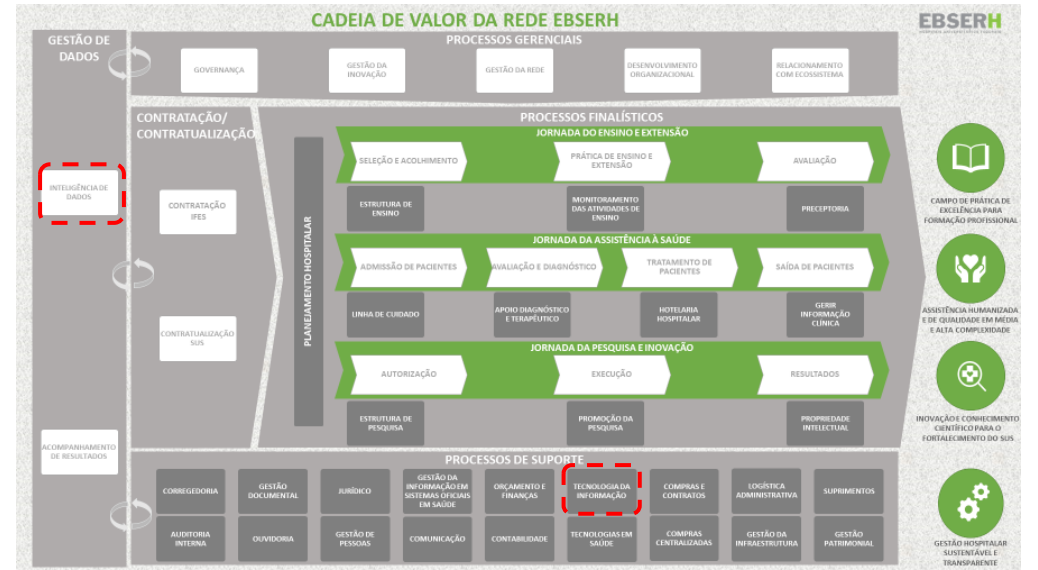 CADEIA DE VALOR DA REDE EBSERH
EBSERH
GESTÃO DE
DADOS
PROCESSOS GERENCIAIS
GOVERNANÇA
GESTÃO DA
INOVAÇÃO
GESTÃO DA REDE
DESENVOLVIMENTO
ORGANIZACIONAL
RELACIONAMENTO
COM ECOSSISTEMA
INTELIGÊNCIA DE
DADOS
ACOMPANHAMENTO
DE RESULTADOS
CONTRATAÇÃO/
CONTRATUALIZAÇÃO
CONTRATAÇÃO
IFES
CONTRATUALIZAÇÃO
SUS
PROCESSOS FINALÍSTICOS
PLANEJAMENTO HOSPITALAR
JORNADA DO ENSINO E EXTENSÃO
SELEÇÃO E ACOLHIMENTO
PRÁTICA DE ENSINO E
EXTENSÃO
AVALIAÇÃO
ESTRUTURA DE
ENSINO
MONITORAMENTO
DAS ATIVIDADES DE
ENSINO
PRECEPTORIA
JORNADA DA ASSISTÊNCIA À SAÚDE
ADMISSÃO DE PACIENTES
AVALIAÇÃO E DIAGNÓSTICO
TRATAMENTO DE
PACIENTES
SAÍDA DE PACIENTES
LINHA DE CUIDADO
APOIO DIAGNÓSTICO
E TERAPÊUTICO
HOTELARIA
HOSPITALAR
GERIR
INFORMAÇÃO
CLÍNICA
JORNADA DA PESQUISA E INOVAÇÃO
AUTORIZAÇÃO
EXECUÇÃO
RESULTADOS
ESTRUTURA DE
PESQUISA
PROMOÇÃO DA
PESQUISA
PROPRIEDADE
INTELECTUAL
CAMPO DE PRÁTICA DE
EXCELÊNCIA PARA
FORMAÇÃO PROFISSIONAL
ASSISTÊNCIA HUMANIZADA
E DE QUALIDADE EM MÉDIA
E ALTA COMPLEXIDADE
INOVAÇÃO E CONHECIMENTO
CIENTÍFICO PARA O
FORTALECIMENTO DO SUS
GESTÃO HOSPITALAR
SUSTENTÁVEL E
TRANSPARENTE
PROCESSOS DE SUPORTE
CORREGEDORIA
GESTÃO
DOCUMENTAL
JURÍDICO
GESTÃO DA
INFORMAÇÃO EM
SISTEMAS OFICIAIS
EM SAÚDE
ORÇAMENTO E
FINANÇAS
TECNOLOGIA DA
INFORMAÇÃO
COMPRAS E
CONTRATOS
LOGÍSTICA
ADMINISTRATIVA
SUPRIMENTOS
AUDITORIA
INTERNA
OUVIDORIA
GESTÃO DE
PESSOAS
COMUNICAÇÃO
CONTABILIDADE
TECNOLOGIAS EM
SAÚDE
COMPRAS
CENTRALIZADAS
GESTÃO DA
INFRAESTRUTURA
GESTÃO
PATRIMONIAL